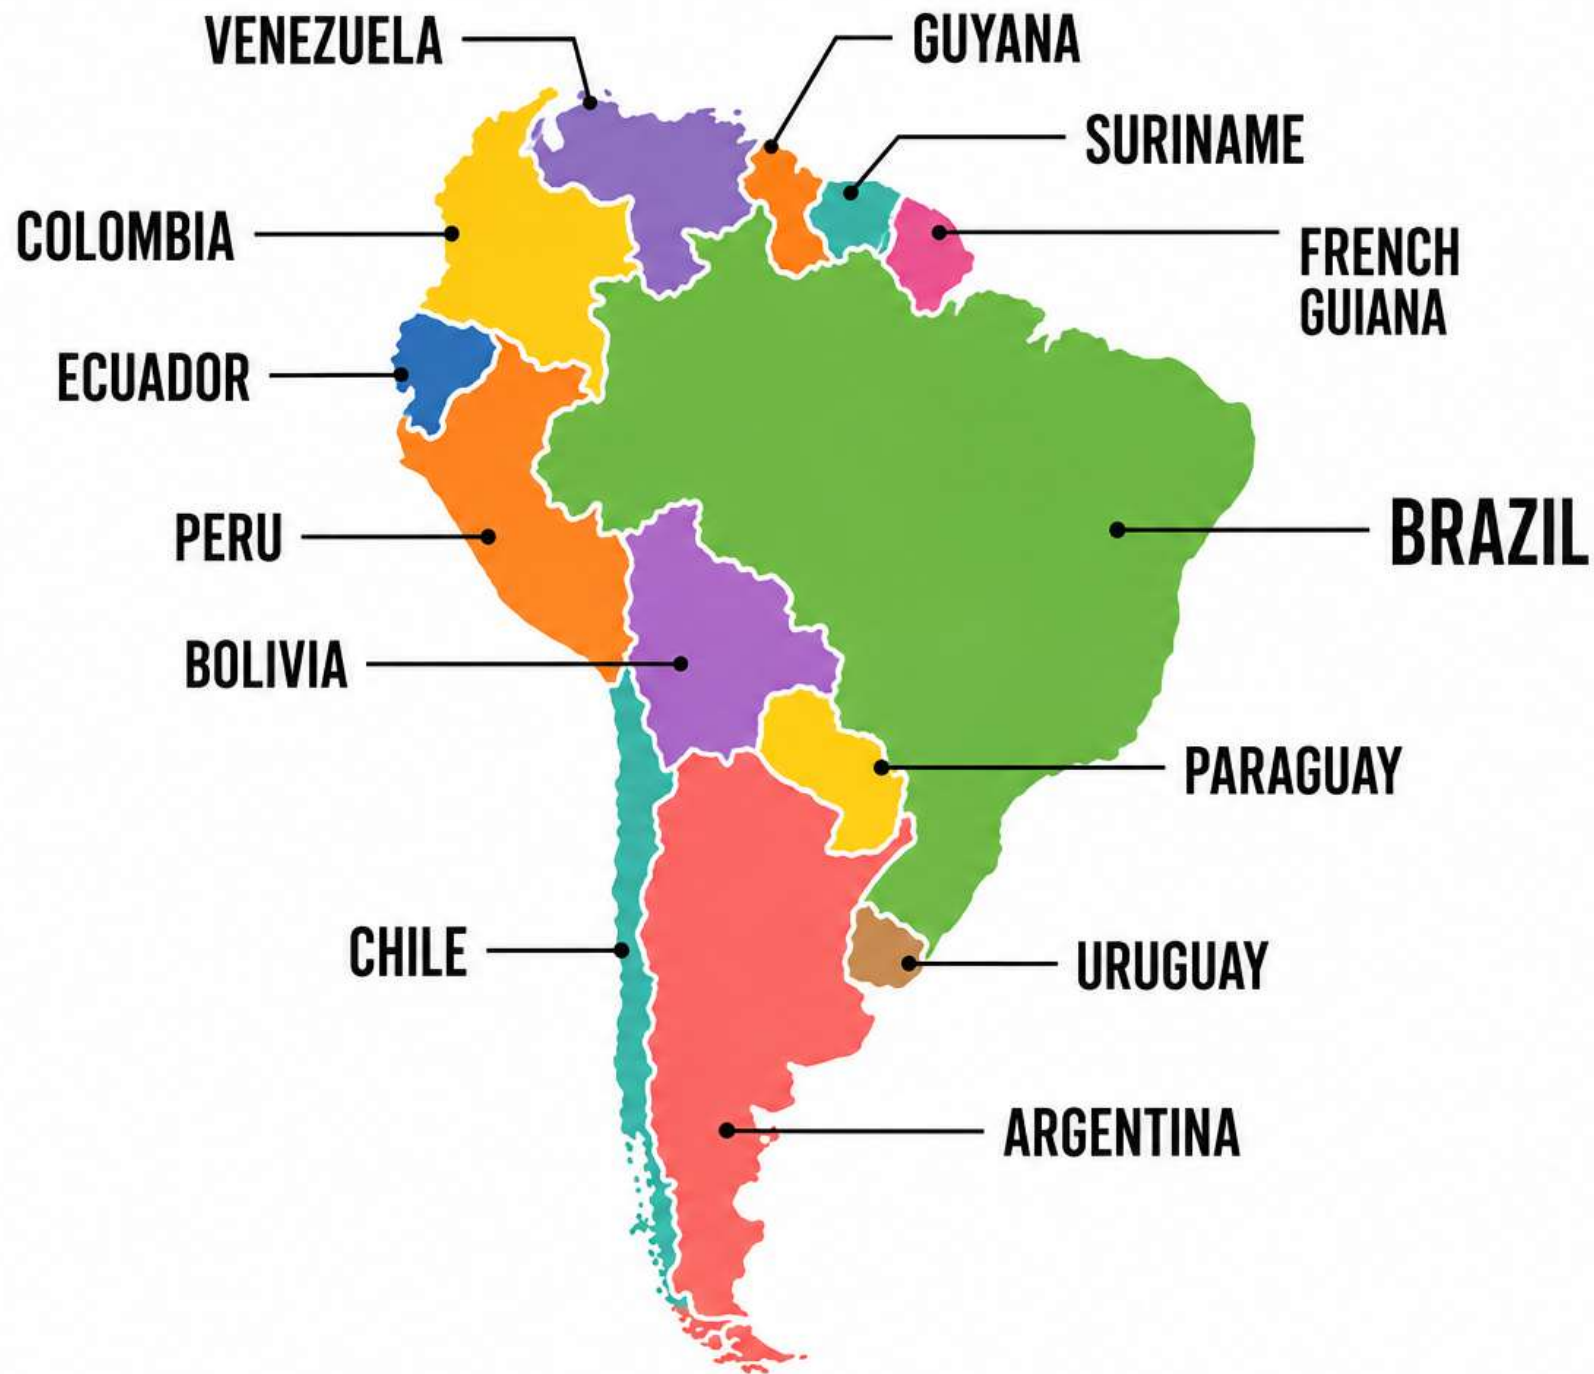 VENEZUELA
GUYANA
SURINAME
COLOMBIA
FRENCH
GUIANA
ECUADOR
PERU
BRAZIL
BOLIVIA
PARAGUAY
CHILE
URUGUAY
ARGENTINA